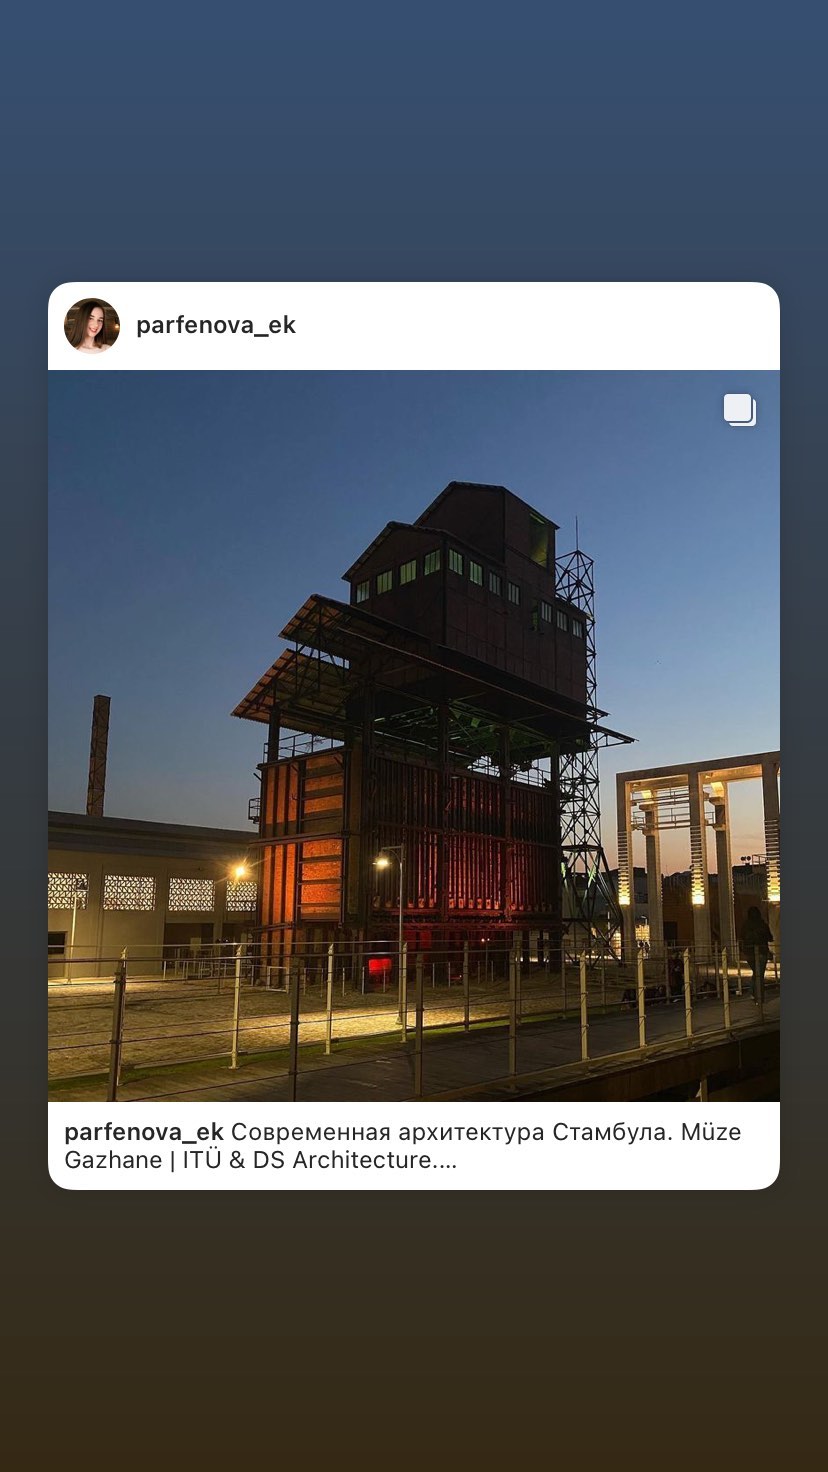 parfenova_ek
parfenova_ek Современная архитектура Стамбула. Müze
Gazhane | ITÜ & DS Architecture....